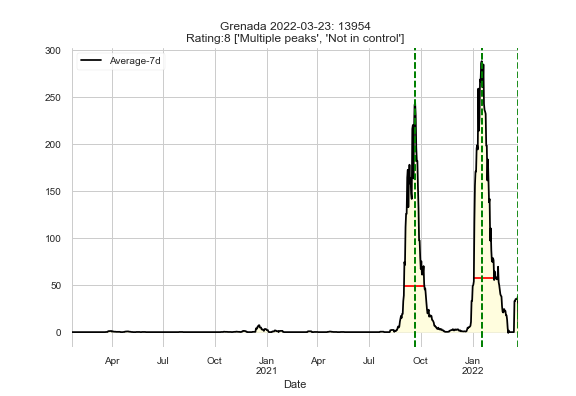 Grenada 2022-03-23: 13954
Rating:8 ['Multiple peaks', 'Not in control']
Average-7d
300
250
200
150
100
50
0
Apr Jul Oct Jan Apr Jul Oct Jan
2021 2022
Date